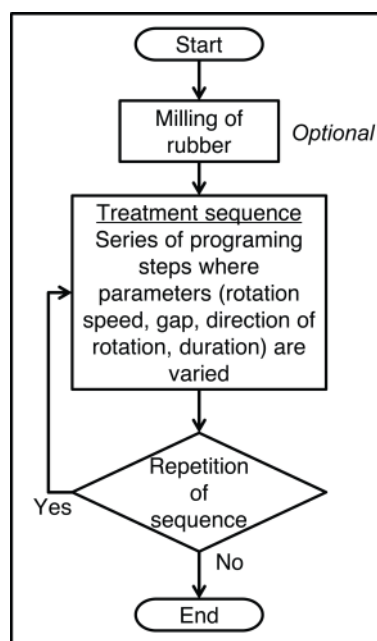 Start
Milling of
rubber
Optional
Treatment sequence
Series of programing
steps where
parameters (rotation
speed, gap, direction of
rotation, duration) are
varied
Repetition
of
sequence
Yes
No
End